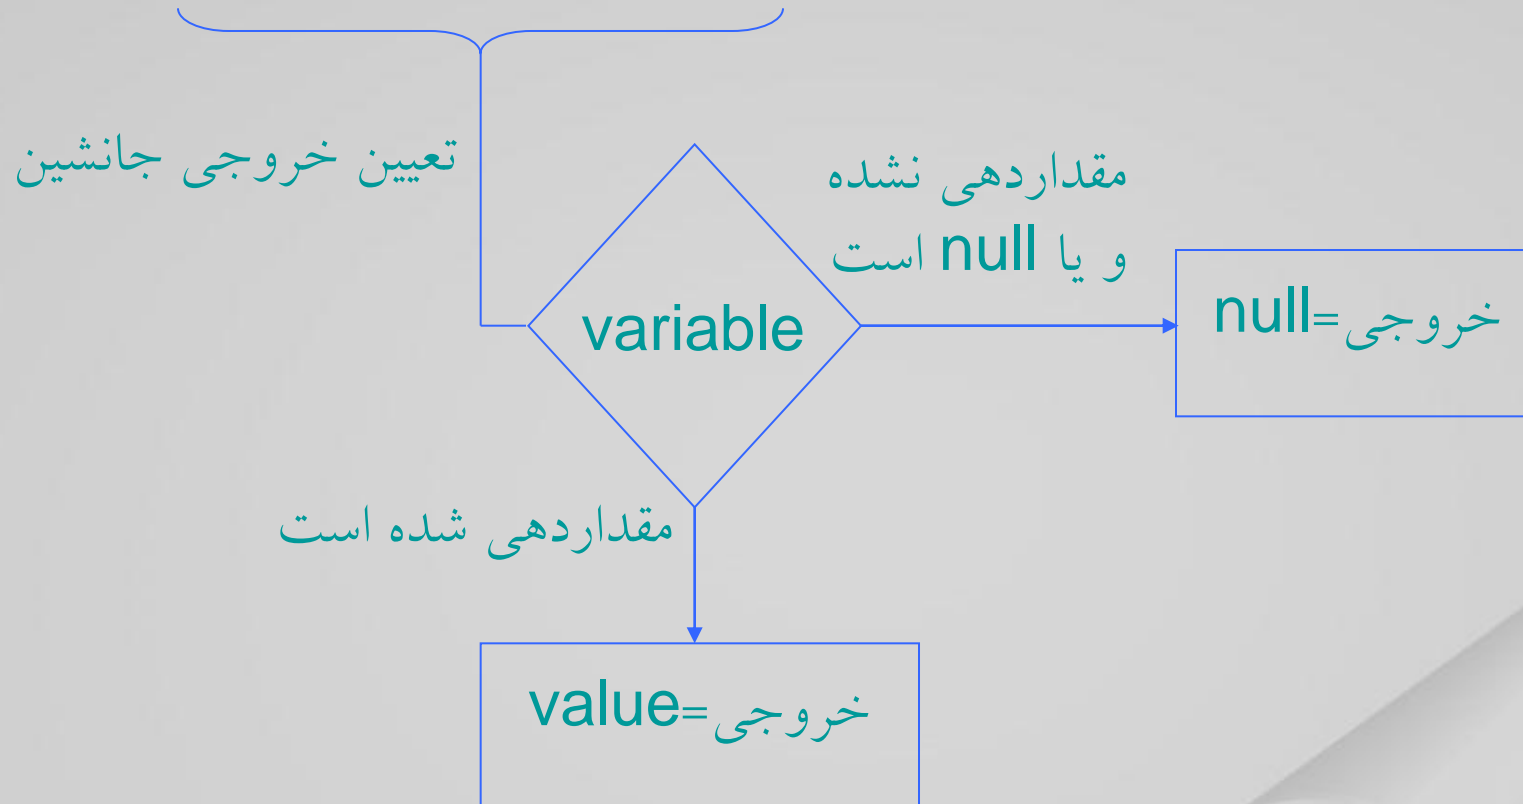 تعیین خروجی جانشین
مقداردهی نشده
و یا null است
variable
خروجی=null
مقداردهی شده است
خروجی=value